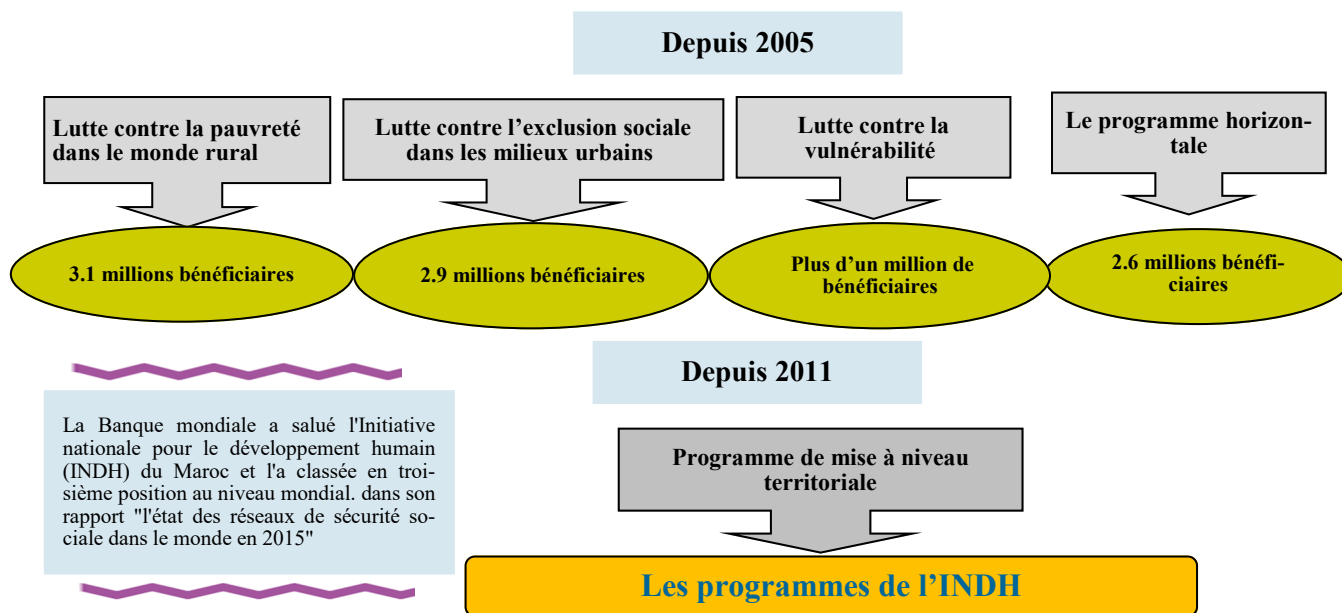 Depuis 2005
Lutte contre la pauvreté
dans le monde rural
Lutte contre l’exclusion sociale
dans les milieux urbains
Lutte contre la
vulnérabilité
Le programme horizon-
tale
3.1 millions bénéficiaires
2.9 millions bénéficiaires
Plus d’un million de
bénéficiaires
2.6 millions bénéfi-
ciaires
Depuis 2011
La Banque mondiale a salué l'Initiative
nationale pour le développement humain
(INDH) du Maroc et l'a classée en troi-
sième position au niveau mondial. dans son
rapport "l'état des réseaux de sécurité so-
ciale dans le monde en 2015"
Programme de mise à niveau
territoriale
Les programmes de l’INDH